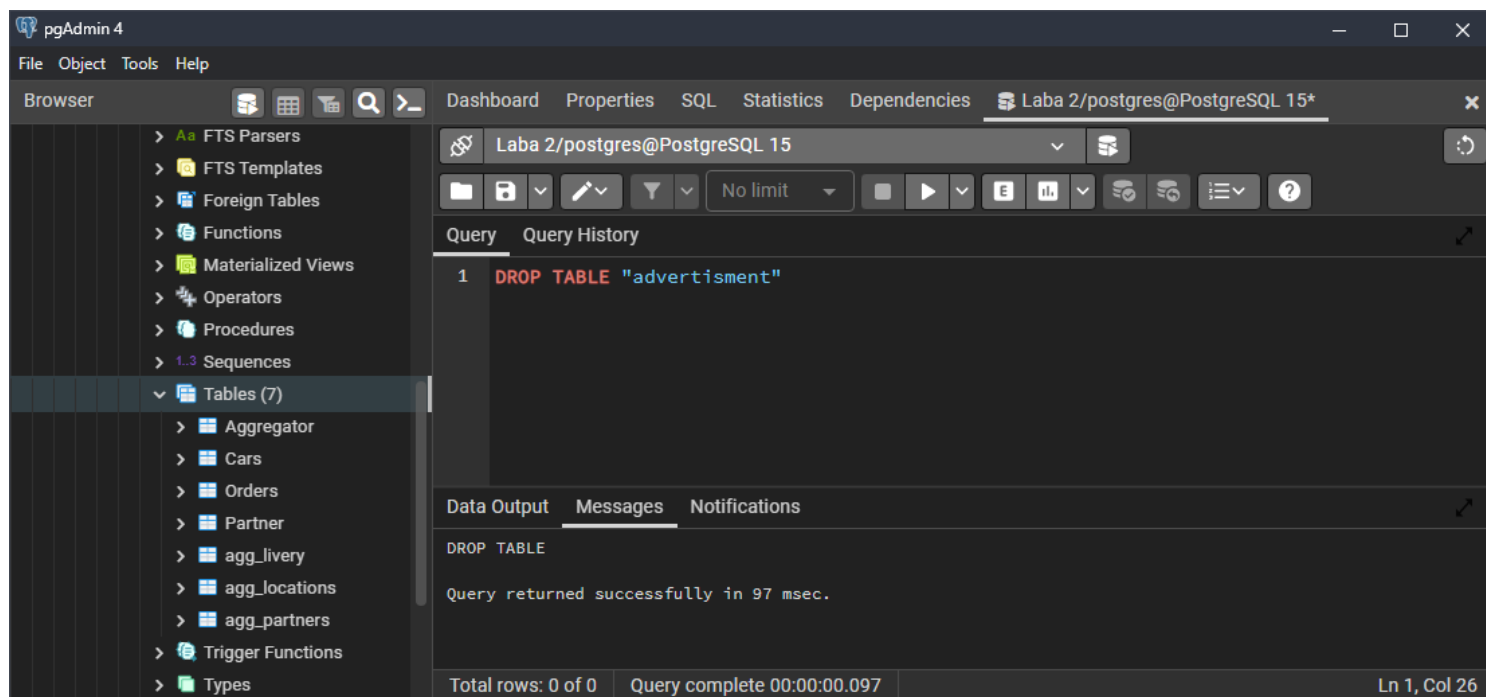 pgAdmin 4
File Object Tools Help
Browser
Dashboard Properties SQL Statistics Dependencies Laba 2/postgres@PostgreSQL 15*
Aa FTS Parsers
FTS Templates
Foreign Tables
Functions
Materialized Views
Operators
Procedures
1..3 Sequences
Tables (7)
Aggregator
Cars
Orders
Partner
agg_livery
agg_locations
agg_partners
Trigger Functions
Types
Laba 2/postgres@PostgreSQL 15
No limit
E
Query Query History
1 DROP TABLE "advertisment"
Data Output Messages Notifications
DROP TABLE
Query returned successfully in 97 msec.
Total rows: 0 of 0 Query complete 00:00:00.097 Ln 1, Col 26